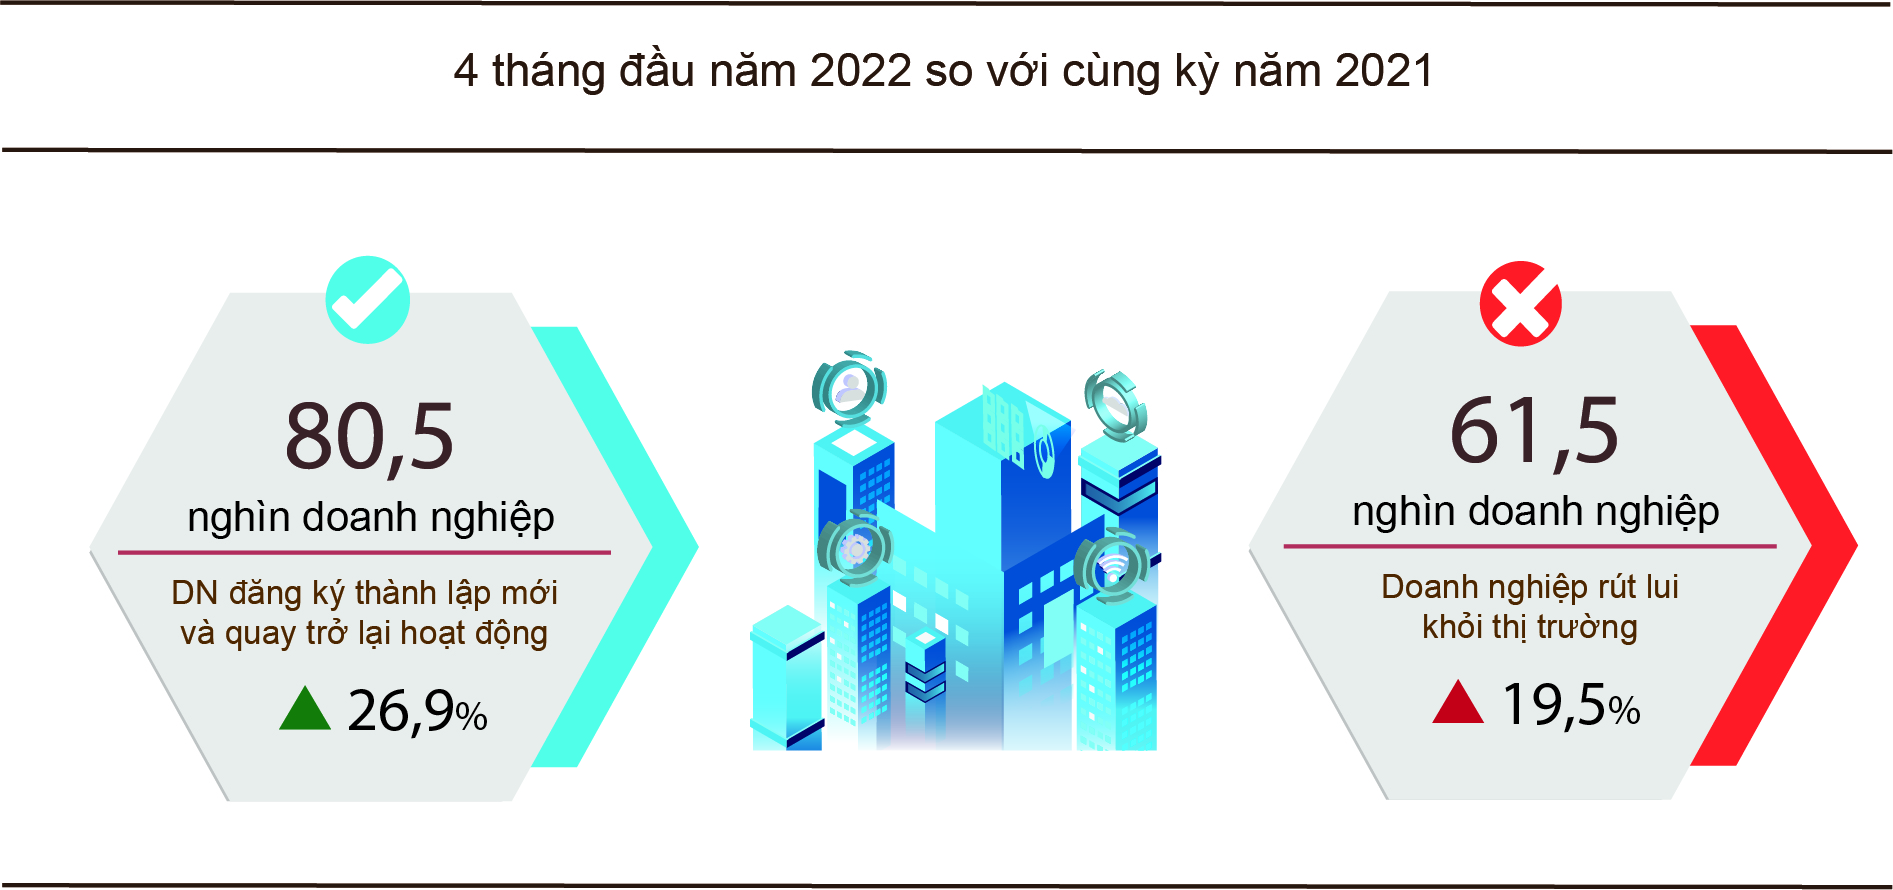 4 tháng đầu năm 2022 so với cùng kỳ năm 2021
80,5
nghìn doanh nghiệp
DN đăng ký thành lập mới
và quay trở lại hoạt động
26,9%
61,5
nghìn doanh nghiệp
Doanh nghiệp rút lui
khỏi thị trường
19,5%